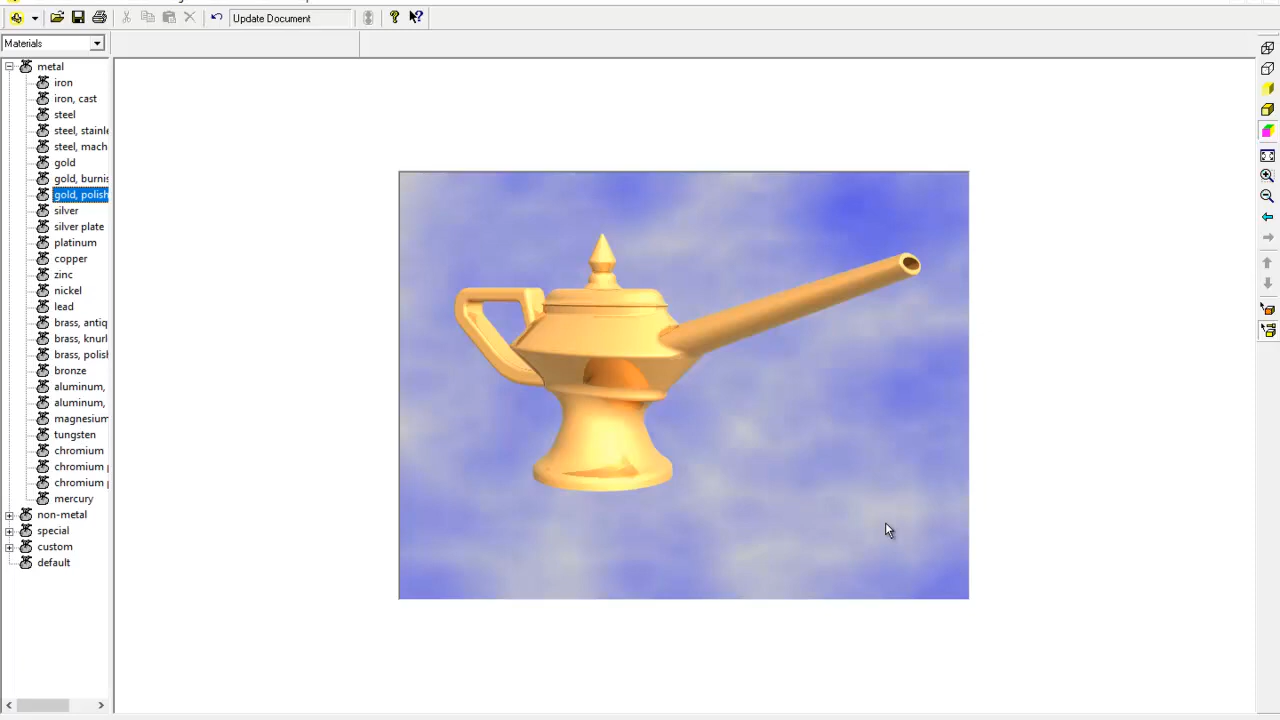 Update Document
Materials
metal
iron
iron, cast
steel
steel, stainle
steel, mach
gold
gold, burnis
gold, polish
silver
silver plate
platinum
copper
zinc
nickel
lead
brass, antiq
brass, knurl
brass, polish
bronze
aluminum,
aluminum,
magnesium
tungsten
chromium
chromium p
chromium p
mercury
non-metal
special
custom
default